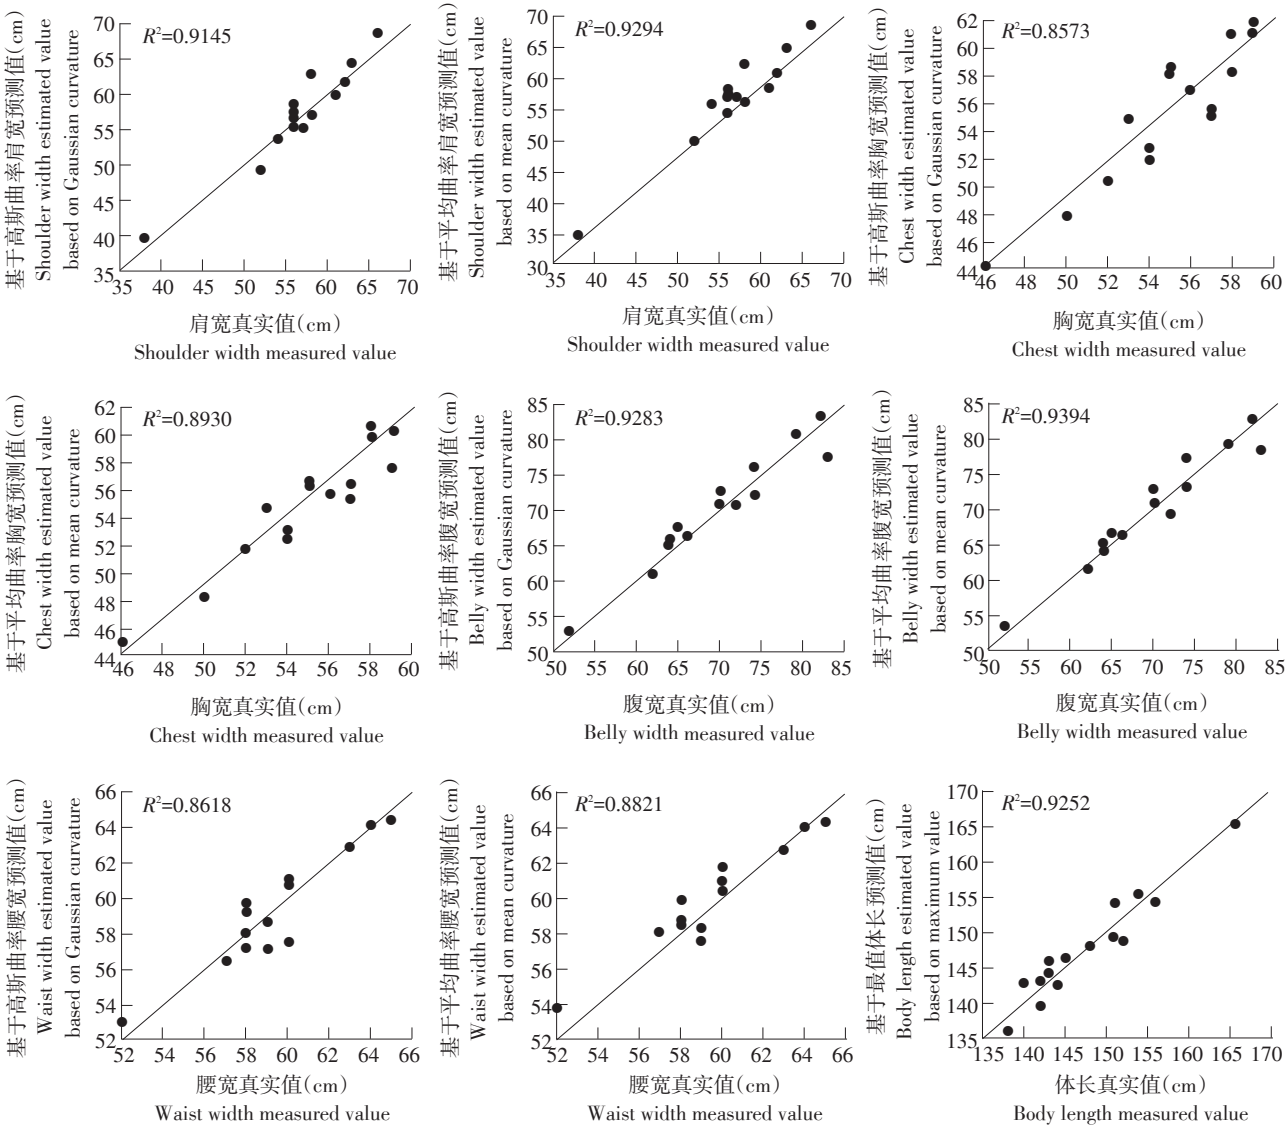 基于高斯曲率肩宽预测值(cm)
Shoulder width estimated value
based on Gaussian curvature
R²=0.9145
70
65
60
55
50
45
40
35
35 40 45 50 55 60 65 70
肩宽真实值(cm)
Shoulder width measured value
基于平均曲率肩宽预测值(cm)
Shoulder width estimated value
based on mean curvature
R²=0.9294
70
65
60
55
50
45
40
35
30
35 40 45 50 55 60 65 70
肩宽真实值(cm)
Shoulder width measured value
基于高斯曲率胸宽预测值(cm)
Chest width estimated value
based on Gaussian curvature
R²=0.8573
62
60
58
56
54
52
50
48
46
44
46 48 50 52 54 56 58 60
胸宽真实值(cm)
Chest width measured value
基于平均曲率胸宽预测值(cm)
Chest width estimated value
based on mean curvature
R²=0.8930
62
60
58
56
54
52
50
48
46
44
46 48 50 52 54 56 58 60
胸宽真实值(cm)
Chest width measured value
基于高斯曲率腹宽预测值(cm)
Belly width estimated value
based on Gaussian curvature
R²=0.9283
85
80
75
70
65
60
55
50
50 55 60 65 70 75 80 85
腹宽真实值(cm)
Belly width measured value
基于平均曲率腹宽预测值(cm)
Belly width estimated value
based on mean curvature
R²=0.9394
85
80
75
70
65
60
55
50
50 55 60 65 70 75 80 85
腹宽真实值(cm)
Belly width measured value
基于高斯曲率腰宽预测值(cm)
Waist width estimated value
based on Gaussian curvature
R²=0.8618
66
64
62
60
58
56
54
52
52 54 56 58 60 62 64 66
腰宽真实值(cm)
Waist width measured value
基于平均曲率腰宽预测值(cm)
Waist width estimated value
based on mean curvature
R²=0.8821
66
64
62
60
58
56
54
52
52 54 56 58 60 62 64 66
腰宽真实值(cm)
Waist width measured value
基于最值体长预测值(cm)
Body length estimated value
based on maximum value
R²=0.9252
170
165
160
155
150
145
140
135
135 140 145 150 155 160 165 170
体长真实值(cm)
Body length measured value